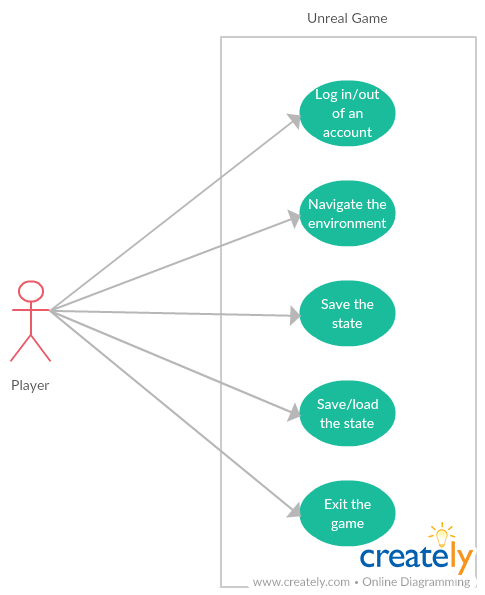 Unreal Game
Log in/out
of an
account
Navigate the
environment
Save the
state
Player
Save/load
the state
Exit the
game
creately
www.creately.com • Online Diagramming